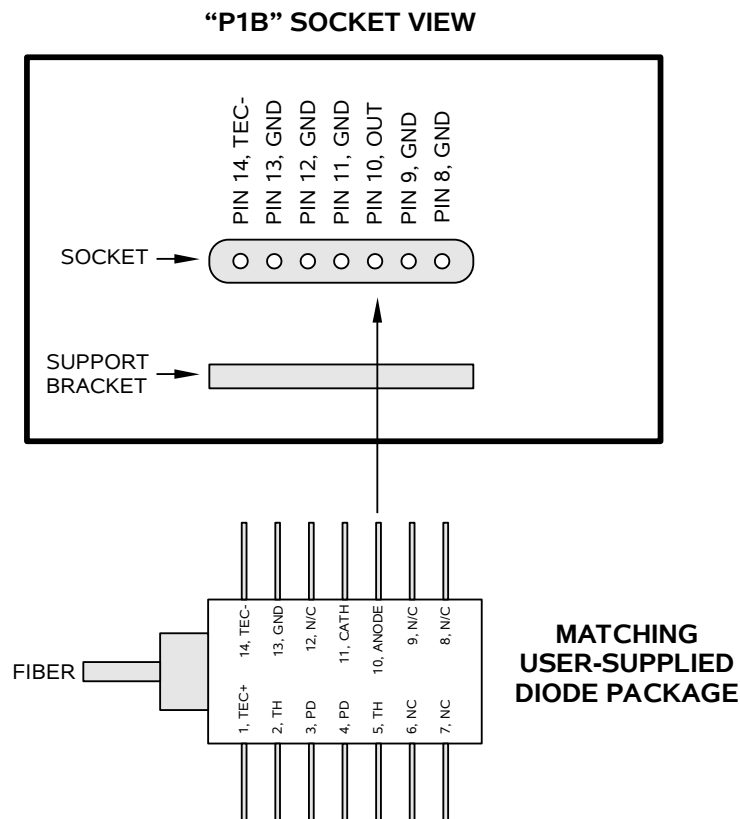 “P1B” SOCKET VIEW
PIN 14, TEC-
PIN 13, GND
PIN 12, GND
PIN 11, GND
PIN 10, OUT
PIN 9, GND
PIN 8, GND
SOCKET
SUPPORT
BRACKET
14, TEC-
13, GND
12, N/C
11, CATH
10, ANODE
9, N/C
8, N/C
FIBER
1, TEC+
2, TH
3, PD
4, PD
5, TH
6, NC
7, NC
MATCHING
USER-SUPPLIED
DIODE PACKAGE